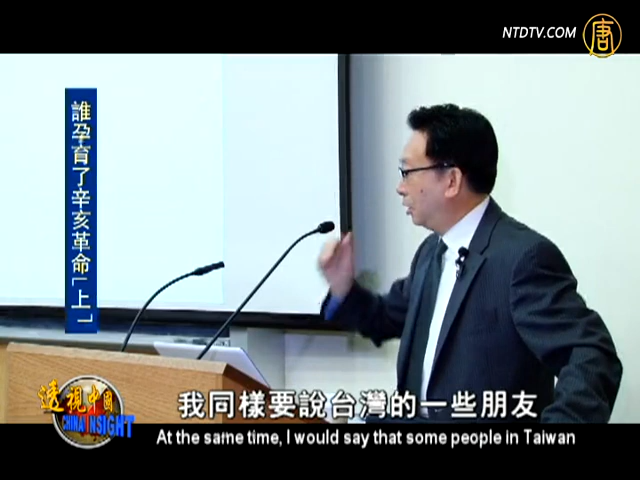 NTDTV.COM
唐
誰孕育了辛亥革命「上」
透視中國
CHINA INSIGHT
我同樣要說台灣的一些朋友
At the same time, I would say that some people in Taiwan